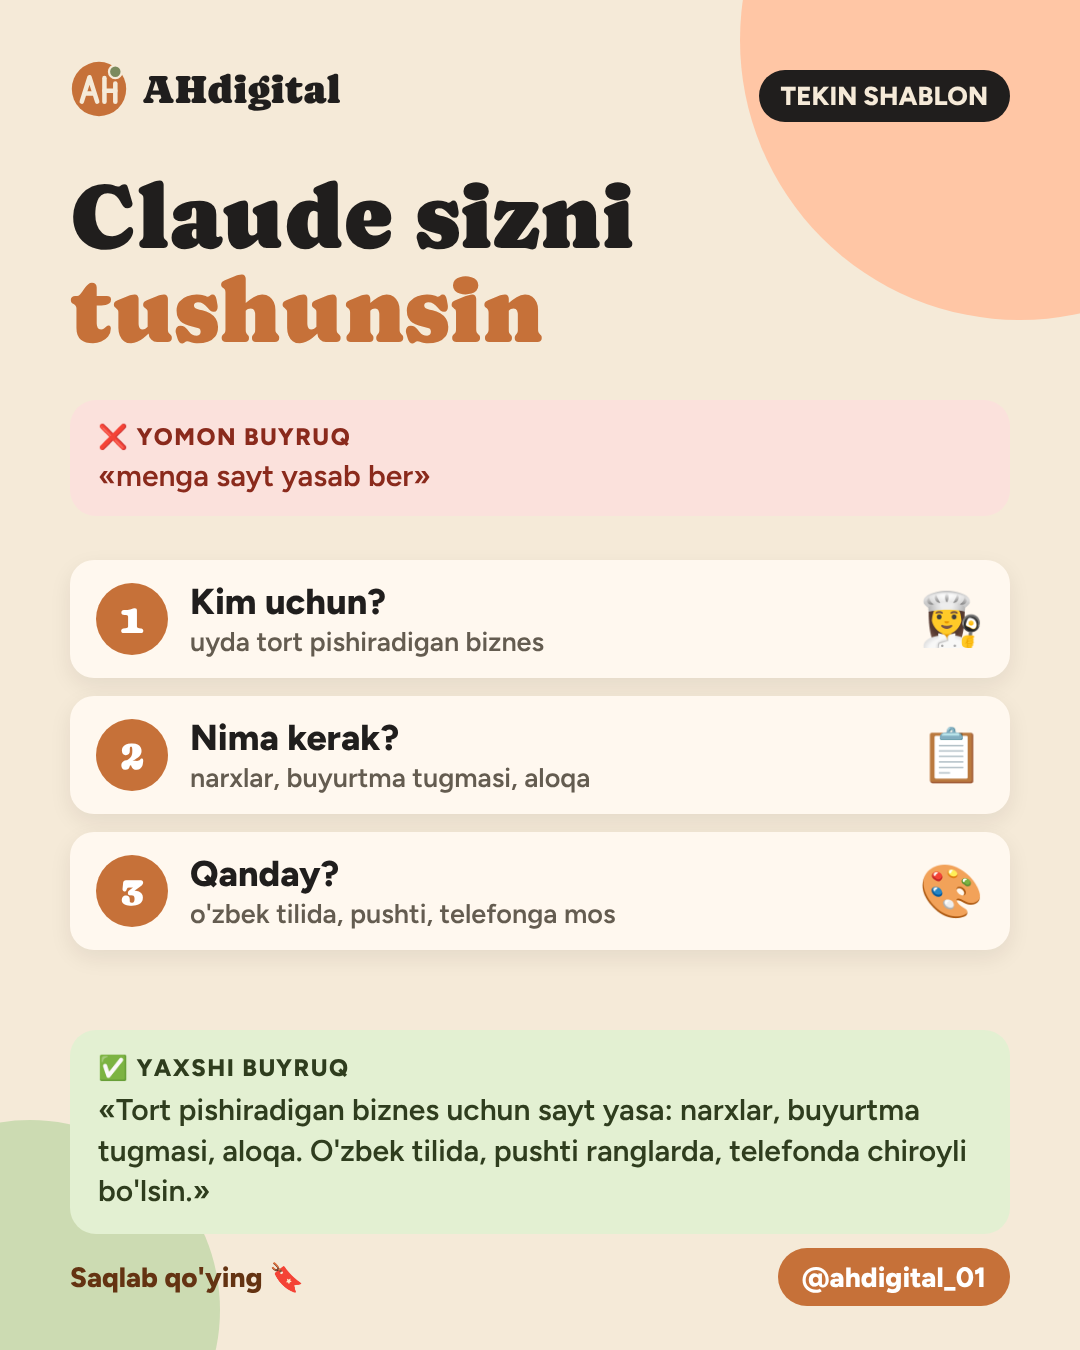 AH AHdigital
TEKIN SHABLON
Claude sizni
tushunsin
❌ YOMON BUYRUQ
«menga sayt yasab ber»
1
Kim uchun?
uyda tort pishiradigan biznes
2
Nima kerak?
narxlar, buyurtma tugmasi, aloqa
3
Qanday?
o'zbek tilida, pushti, telefonga mos
✅ YAXSHI BUYRUQ
«Tort pishiradigan biznes uchun sayt yasa: narxlar, buyurtma
tugmasi, aloqa. O'zbek tilida, pushti ranglarda, telefonda chiroyli
bo'lsin.»
Saqlab qo'ying 🔖
@ahdigital_01